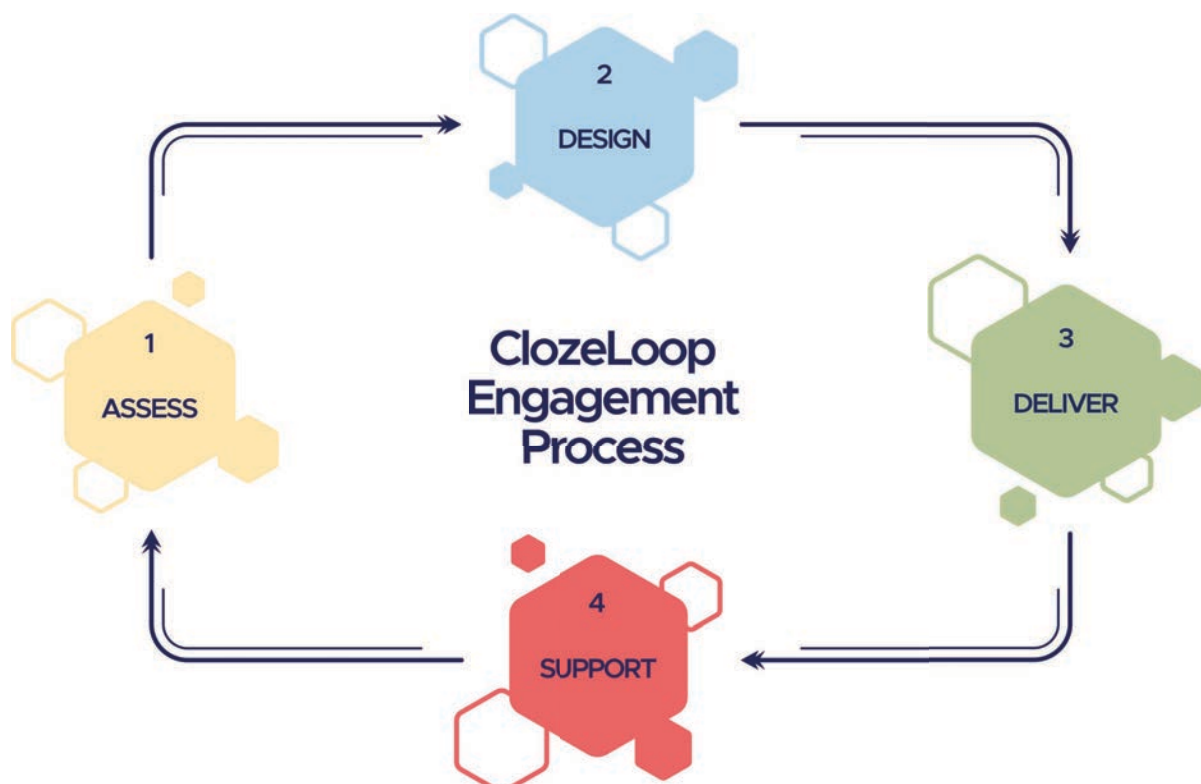 2
DESIGN
1
ASSESS
ClozeLoop
Engagement
Process
3
DELIVER
4
SUPPORT